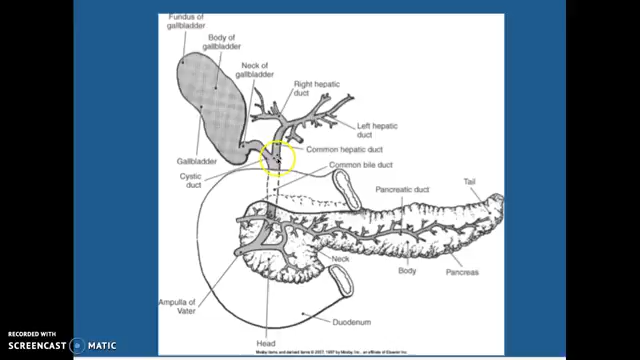 Fundus of
gallbladder
Body of
gallbladder
Neck of
gallbladder
Right hepatic
duct
Left hepatic
duct
Common hepatic duct
Gallbladder
Common bile duct
Cystic
duct
Pancreatic duct
Tail
Neck
Body
Pancreas
Ampulla of
Vater
Duodenum
Head
Mosby items and derived items © 2007, 1997 by Mosby, Inc., an affiliate of Elsevier Inc.
RECORDED WITH
SCREENCAST MATIC